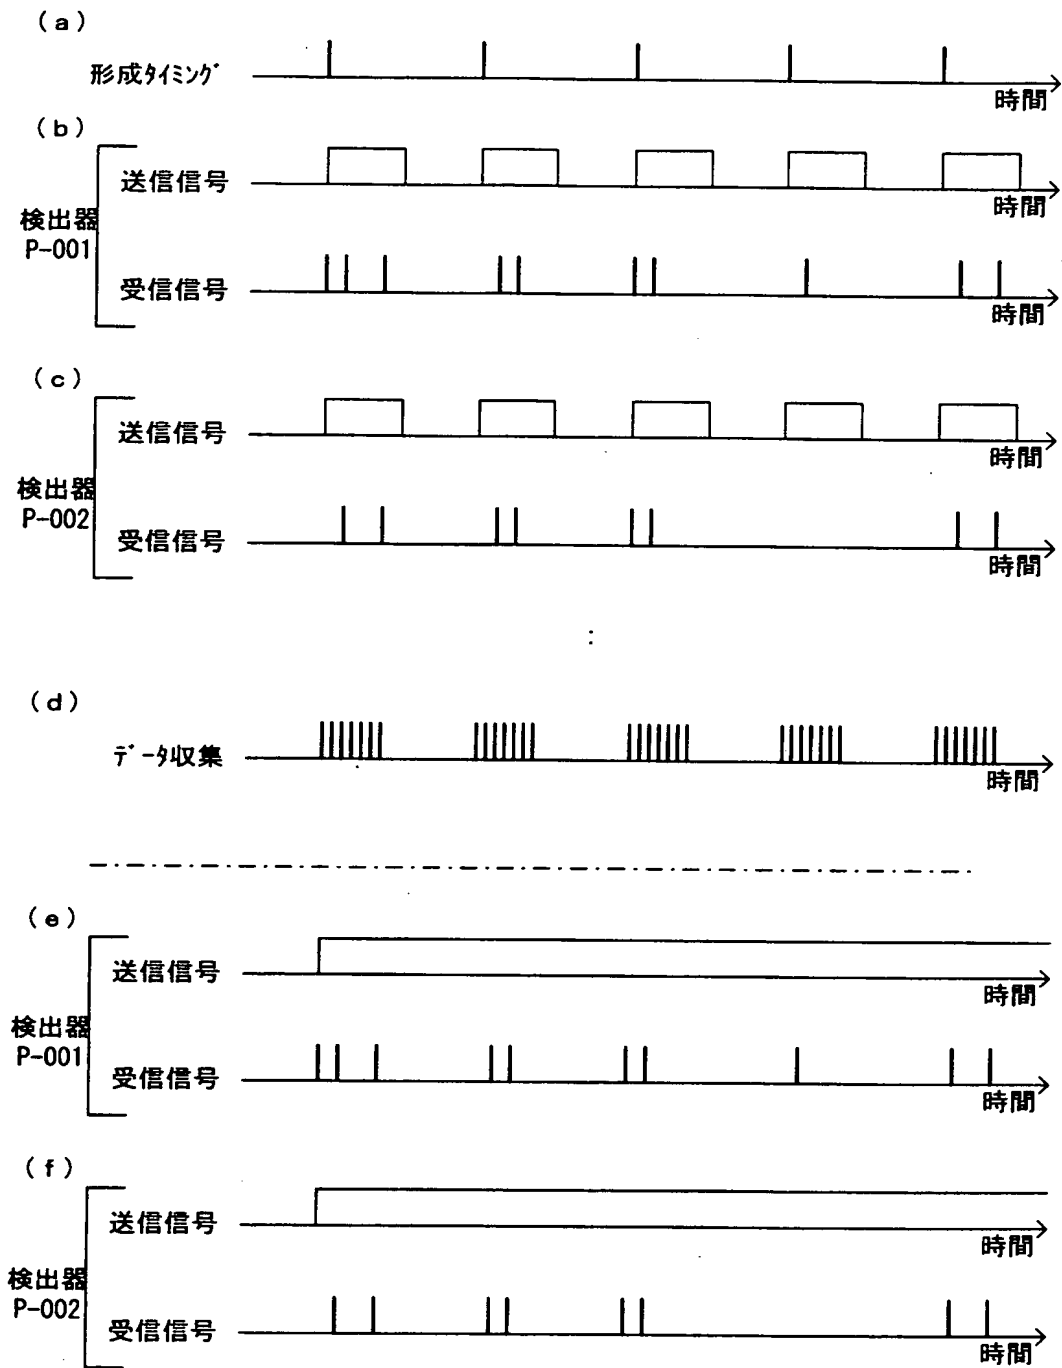 (a)
形成タイミング
時間
(b)
送信信号
時間
検出器
P-001
受信信号
時間
(c)
送信信号
時間
検出器
P-002
受信信号
時間
:
(d)
データ収集
時間
(e)
送信信号
時間
検出器
P-001
受信信号
時間
(f)
送信信号
時間
検出器
P-002
受信信号
時間